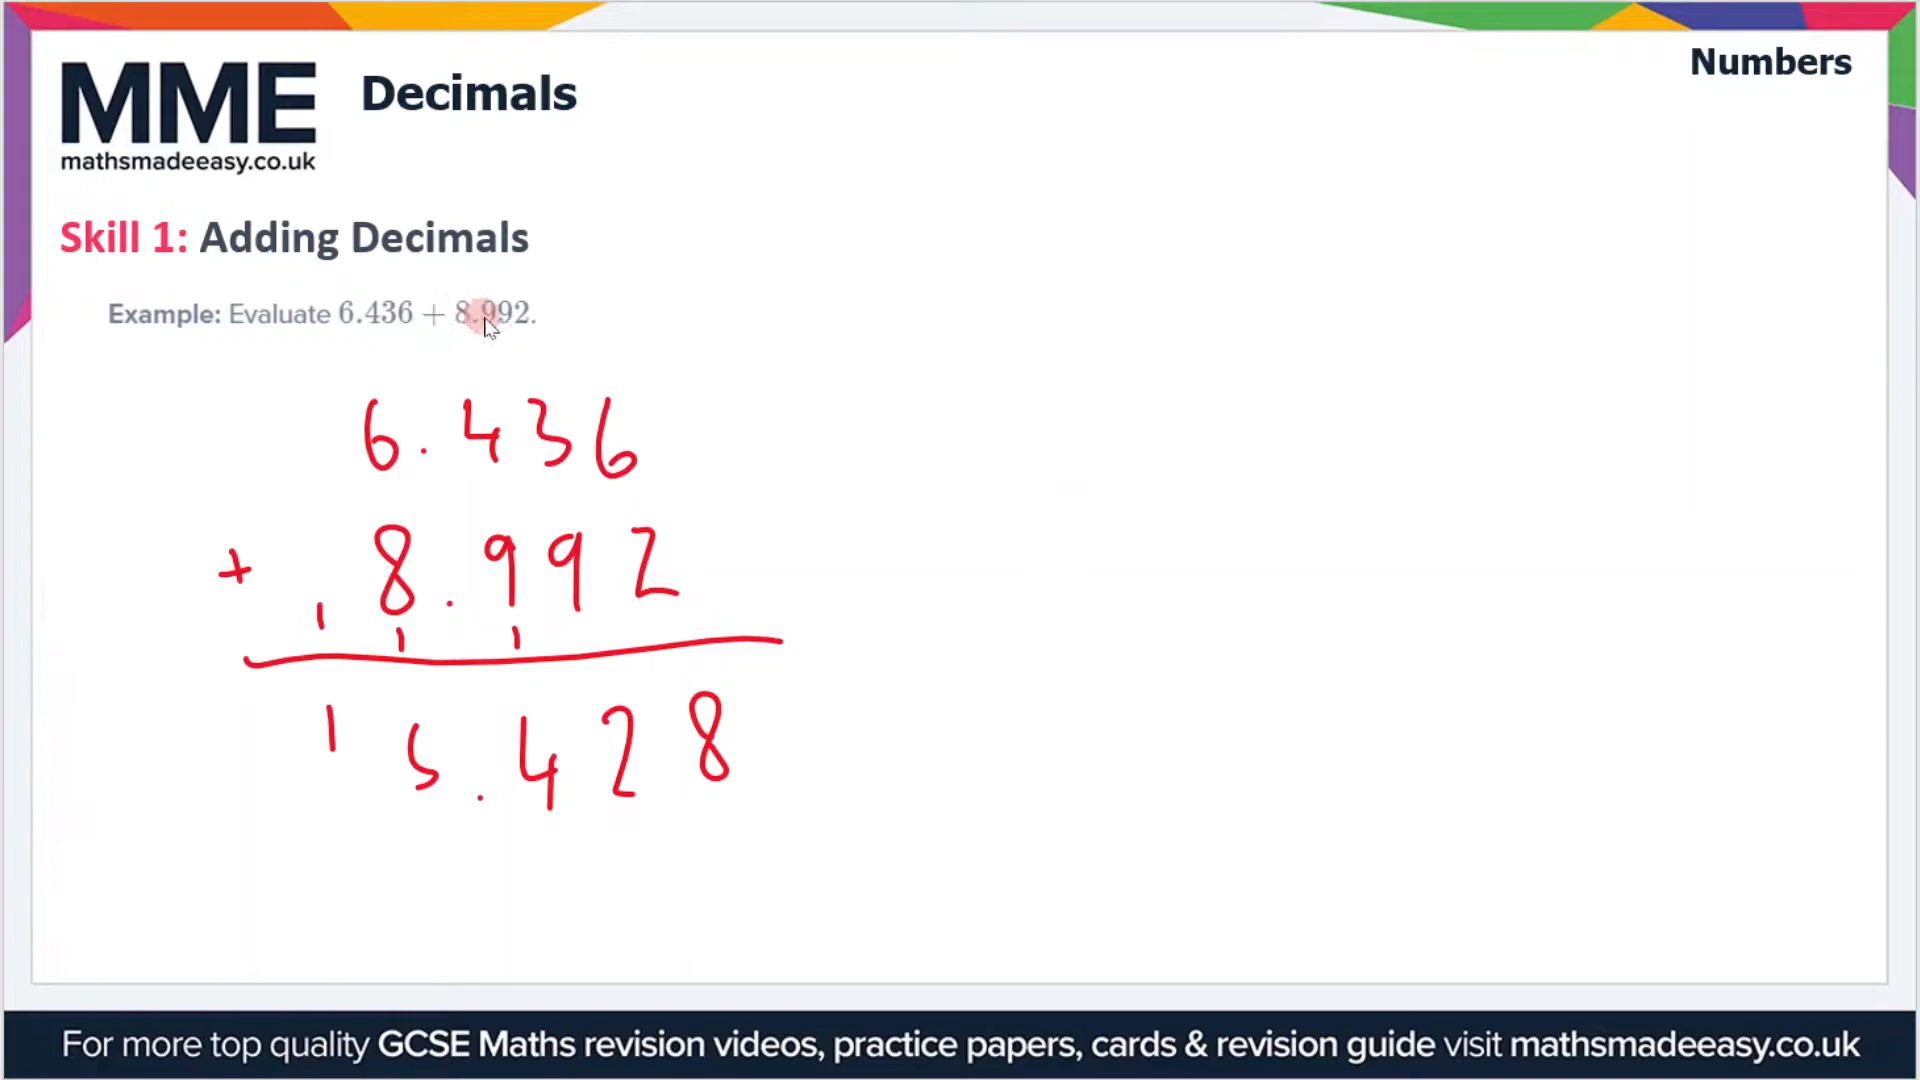 Numbers
MME
Decimals
mathsmadeeasy.co.uk
Skill 1: Adding Decimals
Example: Evaluate 6.436 + 8.992.
6.436
+ 8.992
1 1 1
15.428
For more top quality GCSE Maths revision videos, practice papers, cards & revision guide visit mathsmadeeasy.co.uk